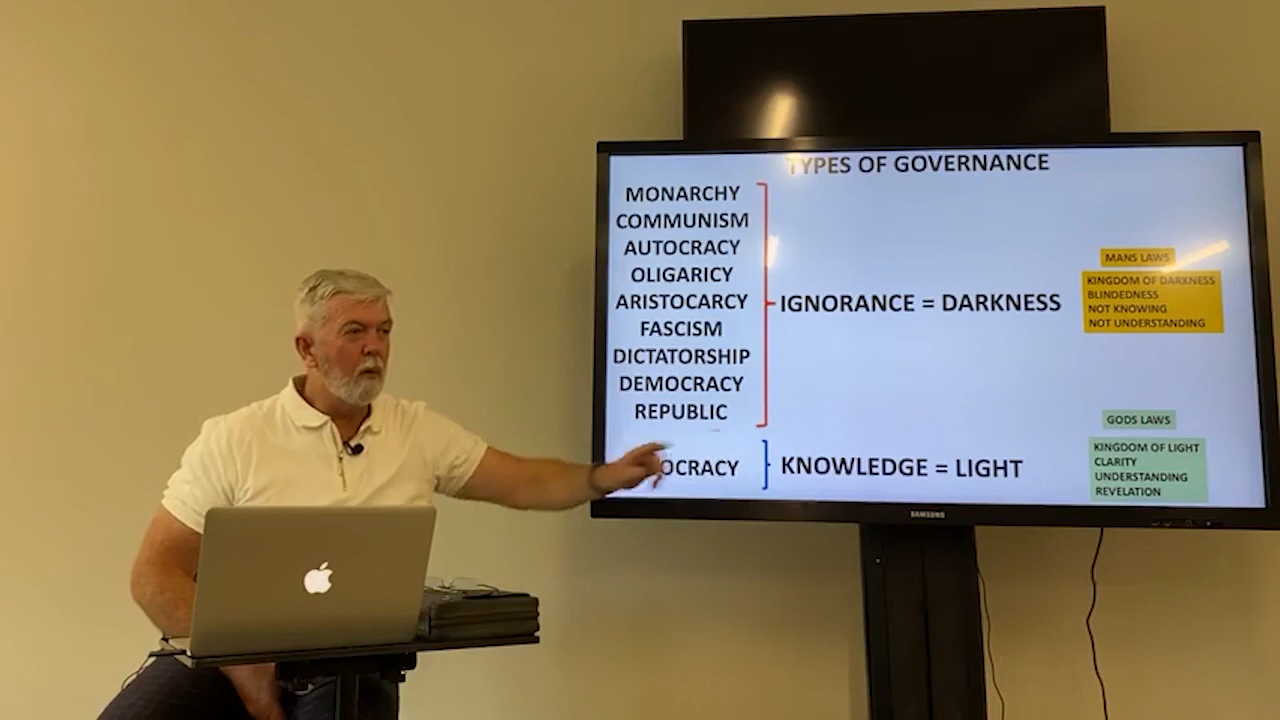 TYPES OF GOVERNANCE
MONARCHY
COMMUNISM
AUTOCRACY
OLIGARICY
ARISTOCARCY
FASCISM
DICTATORSHIP
DEMOCRACY
REPUBLIC
IGNORANCE = DARKNESS
MANS LAWS
KINGDOM OF DARKNESS
BLINDEDNESS
NOT KNOWING
NOT UNDERSTANDING
OCRACY
KNOWLEDGE = LIGHT
GODS LAWS
KINGDOM OF LIGHT
CLARITY
UNDERSTANDING
REVELATION
SAMSUNG